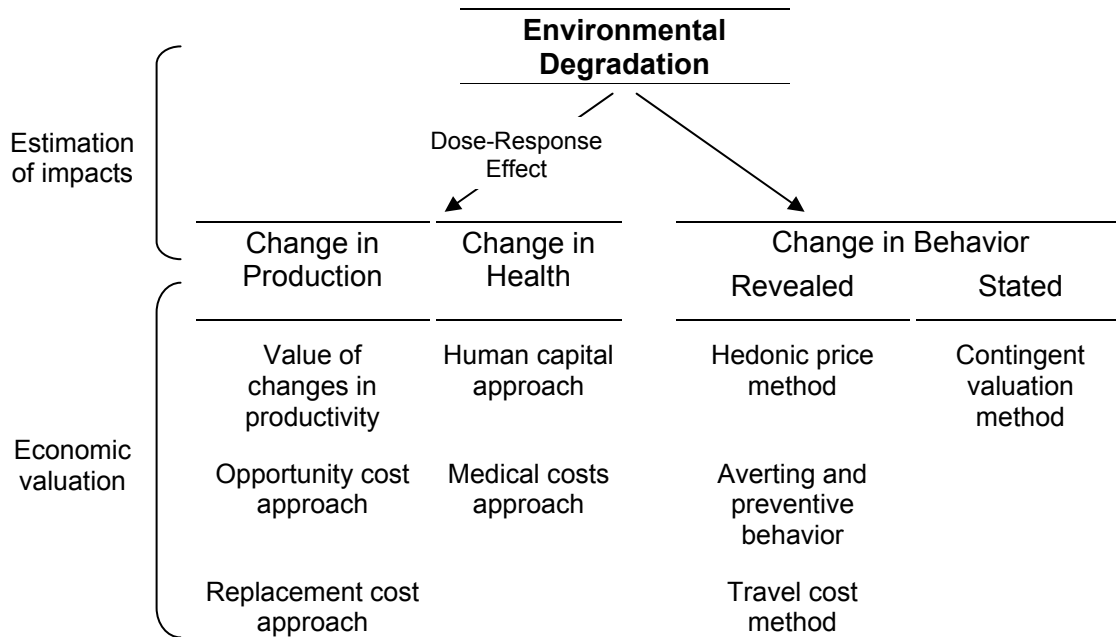 Environmental
Degradation
Estimation
of impacts
Dose-Response
Effect
Change in
Production
Change in
Health
Change in Behavior
Revealed
Stated
Economic
valuation
Value of
changes in
productivity
Human capital
approach
Hedonic price
method
Contingent
valuation
method
Opportunity cost
approach
Medical costs
approach
Averting and
preventive
behavior
Replacement cost
approach
Travel cost
method